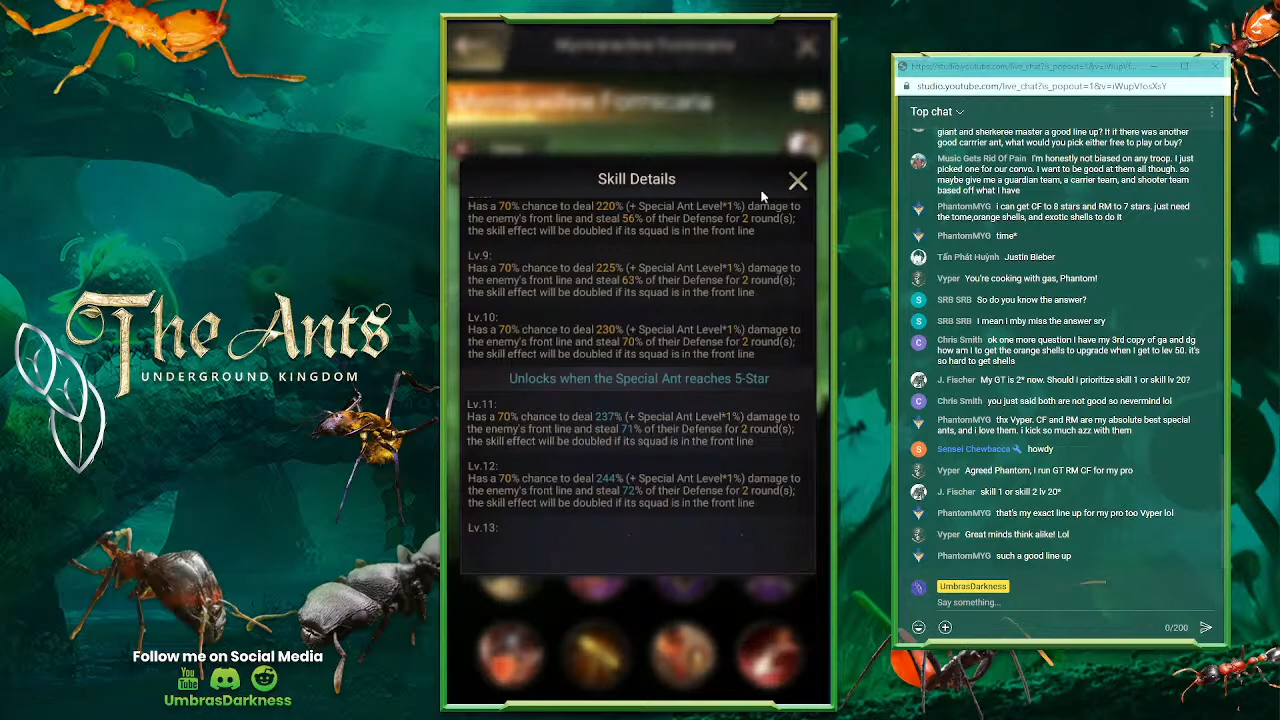 The Ants
UNDERGROUND KINGDOM
Follow me on Social Media
You
Tube
UmbrasDarkness
Skill Details
Has a 70% chance to deal 220% (+ Special Ant Level*1%) damage to
the enemy's front line and steal 56% of their Defense for 2 round(s);
the skill effect will be doubled if its squad is in the front line
Lv.9:
Has a 70% chance to deal 225% (+ Special Ant Level*1%) damage to
the enemy's front line and steal 63% of their Defense for 2 round(s);
the skill effect will be doubled if its squad is in the front line
Lv.10:
Has a 70% chance to deal 230% (+ Special Ant Level*1%) damage to
the enemy's front line and steal 70% of their Defense for 2 round(s);
the skill effect will be doubled if its squad is in the front line
Unlocks when the Special Ant reaches 5-Star
Lv.11:
Has a 70% chance to deal 237% (+ Special Ant Level*1%) damage to
the enemy's front line and steal 71% of their Defense for 2 round(s);
the skill effect will be doubled if its squad is in the front line
Lv.12:
Has a 70% chance to deal 244% (+ Special Ant Level*1%) damage to
the enemy's front line and steal 72% of their Defense for 2 round(s);
the skill effect will be doubled if its squad is in the front line
Lv.13:
studio.youtube.com/live_chat?is_popout=1&v=iWupVfosXsY
Top chat
giant and sherkeree master a good line up? It if there was another
good carrrier ant, what would you pick either free to play or buy?
Music Gets Rid Of Pain I'm honestly not biased on any troop. I just
picked one for our convo. I want to be good at them all though. so
maybe give me a guardian team, a carrier team, and shooter team
based off what I have
PhantomMYG i can get CF to 8 stars and RM to 7 stars. just need
the tome,orange shells, and exotic shells to do it
PhantomMYG time*
Tấn Phát Huỳnh Justin Bieber
Vyper You're cooking with gas, Phantom!
S SRB SRB So do you know the answer?
S SRB SRB I mean I mby miss the answer sry
C Chris Smith ok one more question I have my 3rd copy of ga and dg
how am I to get the orange shells to upgrade when I get to lev 50. it's
so hard to get shells
J. Fischer My GT is 2* now. Should I prioritize skill 1 or skill lv 20?
C Chris Smith you just said both are not good so nevermind lol
PhantomMYG thx Vyper. CF and RM are my absolute best special
ants, and i love them. i kick so much azz with them
S Sensei Chewbacca howdy
Vyper Agreed Phantom, I run GT RM CF for my pro
J. Fischer skill 1 or skill 2 lv 20*
PhantomMYG that's my exact line up for my pro too Vyper lol
Vyper Great minds think alike! Lol
PhantomMYG such a good line up
UmbrasDarkness
Say something...
0/200